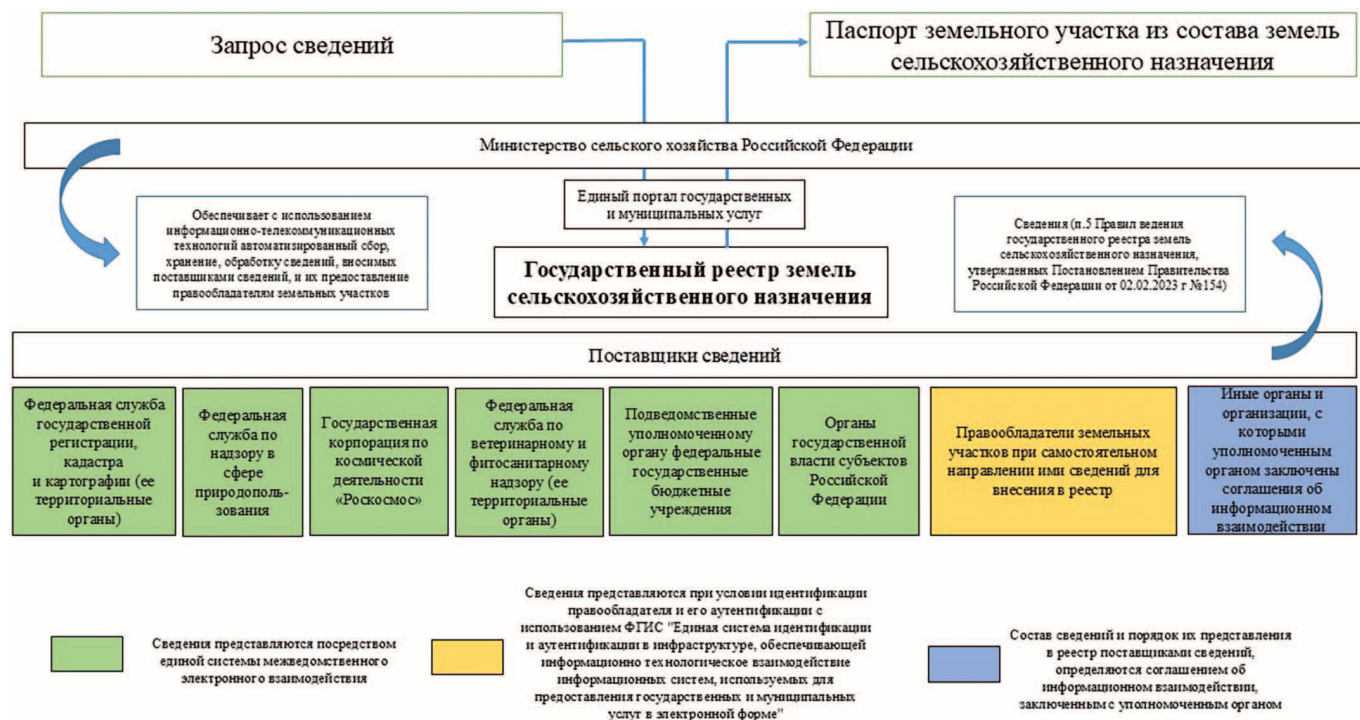 Запрос сведений
Паспорт земельного участка из состава земель
сельскохозяйственного назначения
Министерство сельского хозяйства Российской Федерации
Единый портал государственных
и муниципальных услуг
Обеспечивает с использованием
информационно-телекоммуникационных
технологий автоматизированный сбор,
хранение, обработку сведений, вносимых
поставщиками сведений, и их предоставление
правообладателям земельных участков
Государственный реестр земель
сельскохозяйственного назначения
Сведения (п.5 Правил ведения
государственного реестра земель
сельскохозяйственного назначения,
утвержденных Постановлением Правительства
Российской Федерации от 02.02.2023 г №154)
Поставщики сведений
Федеральная служба
государственной
регистрации,
кадастра
и картографии (ее
территориальные
органы)
Федеральная
служба по
надзору в
сфере
природополь-
зования
Государственная
корпорация по
космической
деятельности
«Роскосмос»
Федеральная
служба по
ветеринарному и
фитосанитарному
надзору (ее
территориальные
органы)
Подведомственные
уполномоченному
органу федеральные
государственные
бюджетные
учреждения
Органы
государственной
власти субъектов
Российской
Федерации
Правообладатели земельных
участков при самостоятельном
направлении ими сведений для
внесения в реестр
Иные органы и
организации, с
которыми
уполномоченным
органом заключены
соглашения об
информационном
взаимодействии
Сведения представляются посредством
единой системы межведомственного
электронного взаимодействия
Сведения представляются при условии идентификации
правообладателя и его аутентификации с
использованием ФГИС "Единая система идентификации
и аутентификации в инфраструктуре, обеспечивающей
информационно технологическое взаимодействие
информационных систем, используемых для
предоставления государственных и муниципальных
услуг в электронной форме"
Состав сведений и порядок их представления
в реестр поставщиками сведений,
определяются соглашением об
информационном взаимодействии,
заключенным с уполномоченным органом